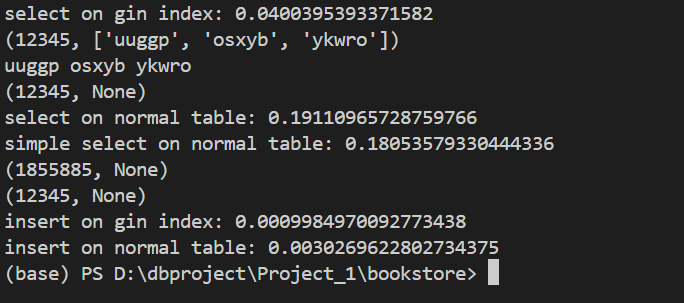 select on gin index: 0.0400395393371582
(12345, ['uuggp', 'osxyb', 'ykwro'])
uuggp osxyb ykwro
(12345, None)
select on normal table: 0.19110965728759766
simple select on normal table: 0.18053579330444336
(1855885, None)
(12345, None)
insert on gin index: 0.0009984970092773438
insert on normal table: 0.0030269622802734375
(base) PS D:\dbproject\Project_1\bookstore>